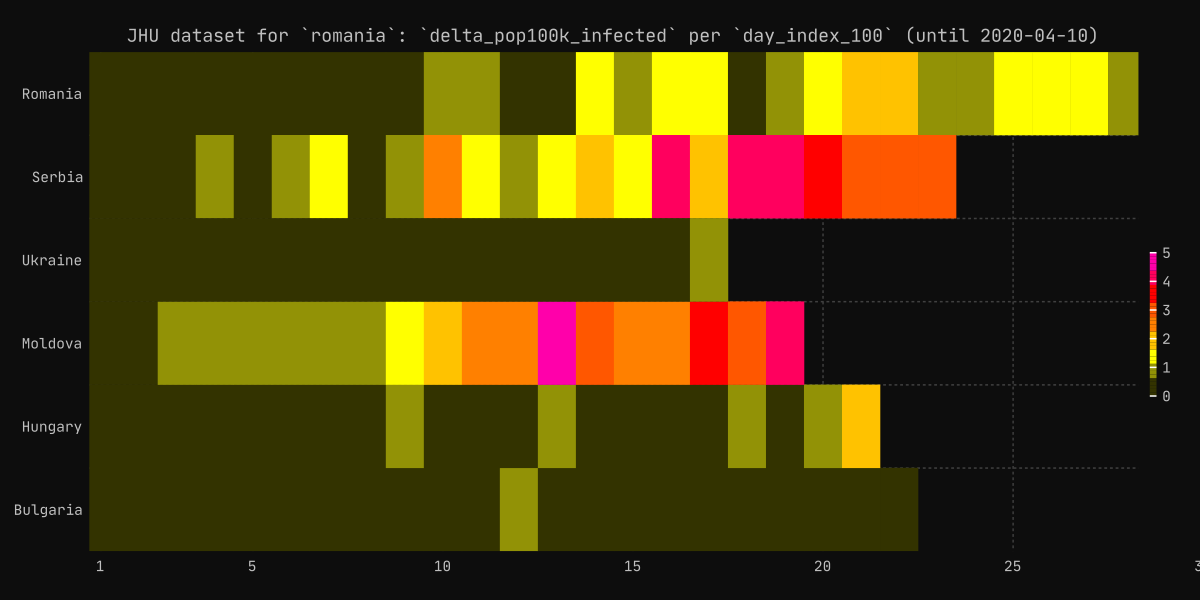 JHU dataset for `romania`: `delta_pop100k_infected` per `day_index_100` (until 2020-04-10)
Romania
Serbia
Ukraine
Moldova
Hungary
Bulgaria
5
4
3
2
1
0
1 5 10 15 20 25 3